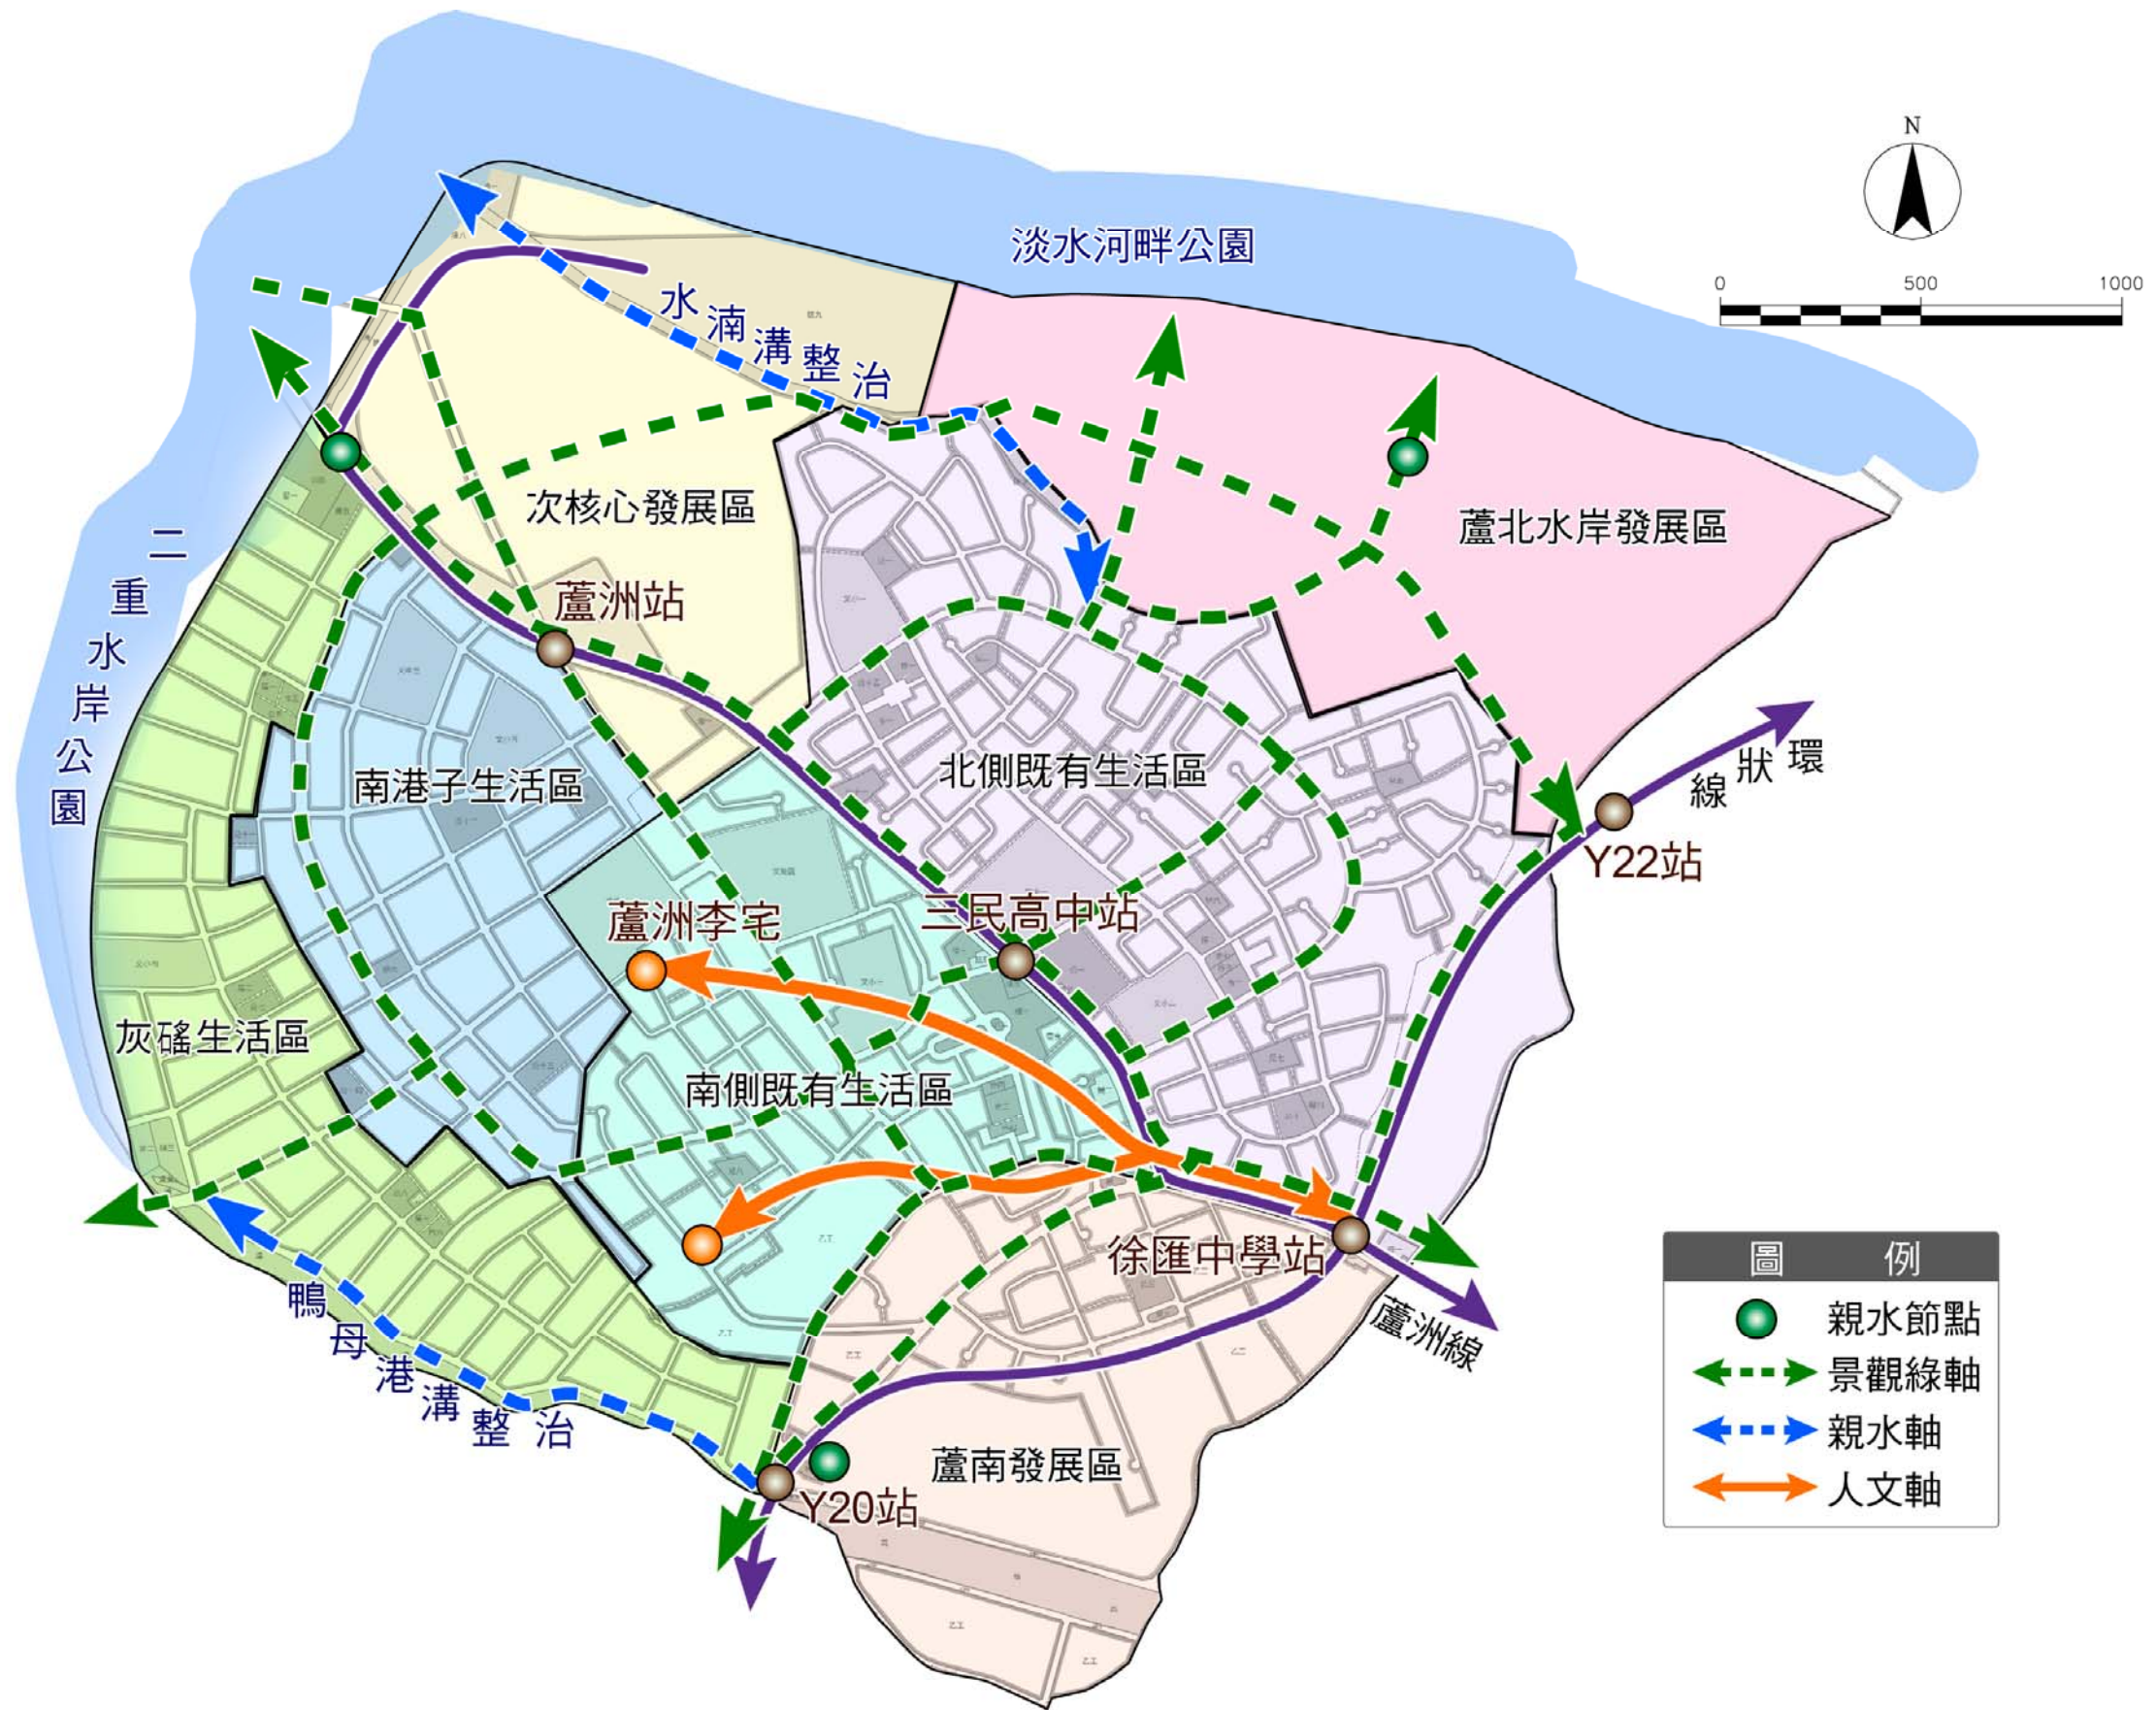 N
0 500 1000
淡水河畔公園
水湳溝整治
次核心發展區
蘆北水岸發展區
二重水岸公園
蘆洲站
南港子生活區
北側既有生活區
線狀環
Y22站
蘆洲李宅
三民高中站
灰磘生活區
南側既有生活區
徐匯中學站
蘆洲線
鴨母港溝整治
蘆南發展區
Y20站
圖例
親水節點
景觀綠軸
親水軸
人文軸